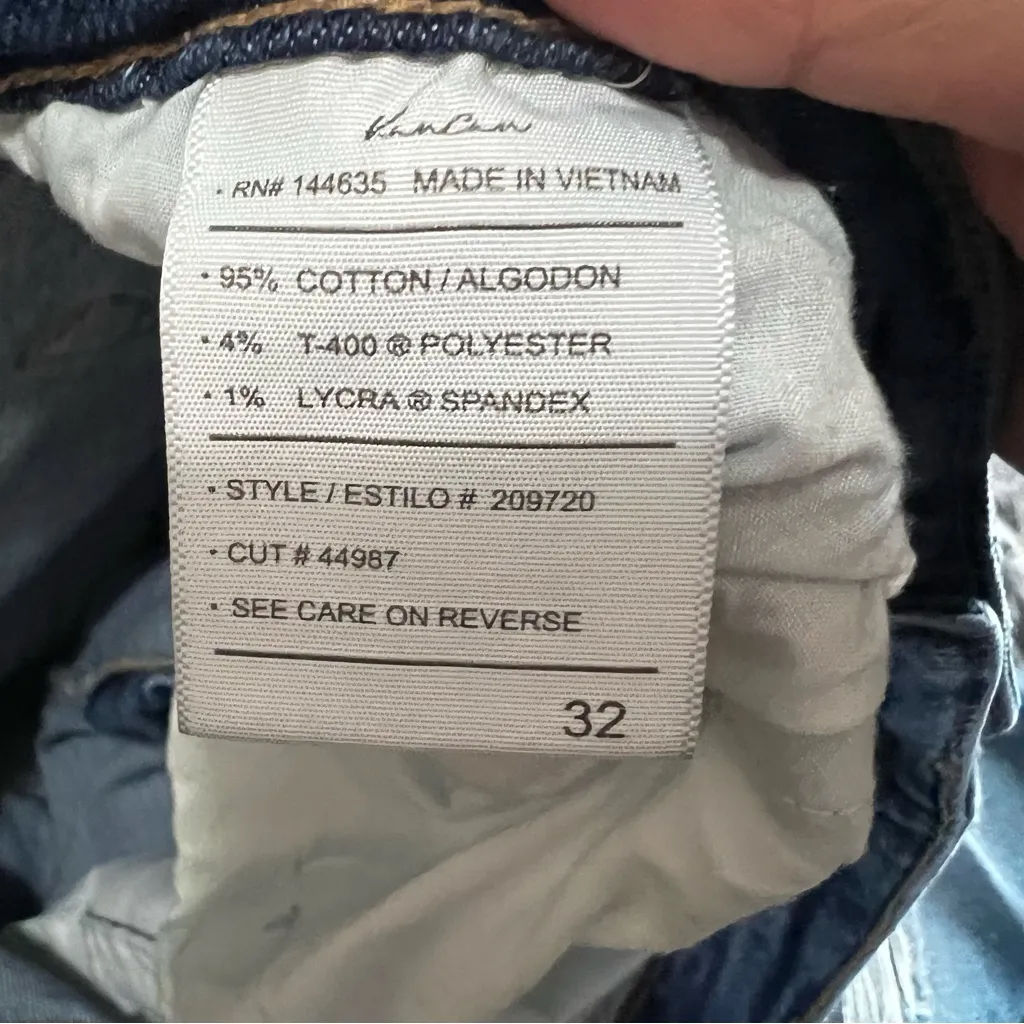 KanCan
• RN# 144635 MADE IN VIETNAM
• 95% COTTON / ALGODON
• 4% T-400 ® POLYESTER
• 1% LYCRA ® SPANDEX
• STYLE / ESTILO # 209720
• CUT # 44987
• SEE CARE ON REVERSE
32